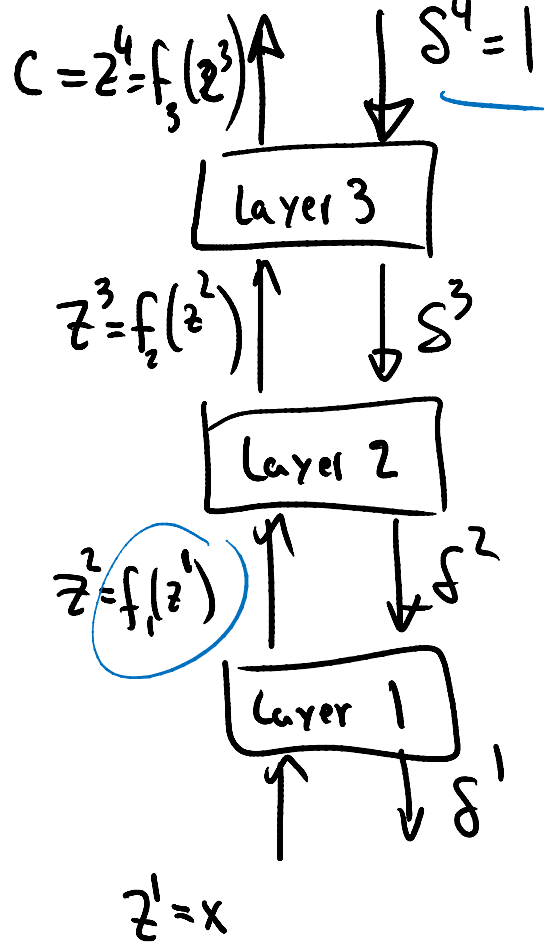 C = z⁴ = f₃(z³)
δ⁴ = 1
Layer 3
z³ = f₂(z²)
δ³
Layer 2
z² = f₁(z¹)
δ²
Layer 1
δ¹
z¹ = x